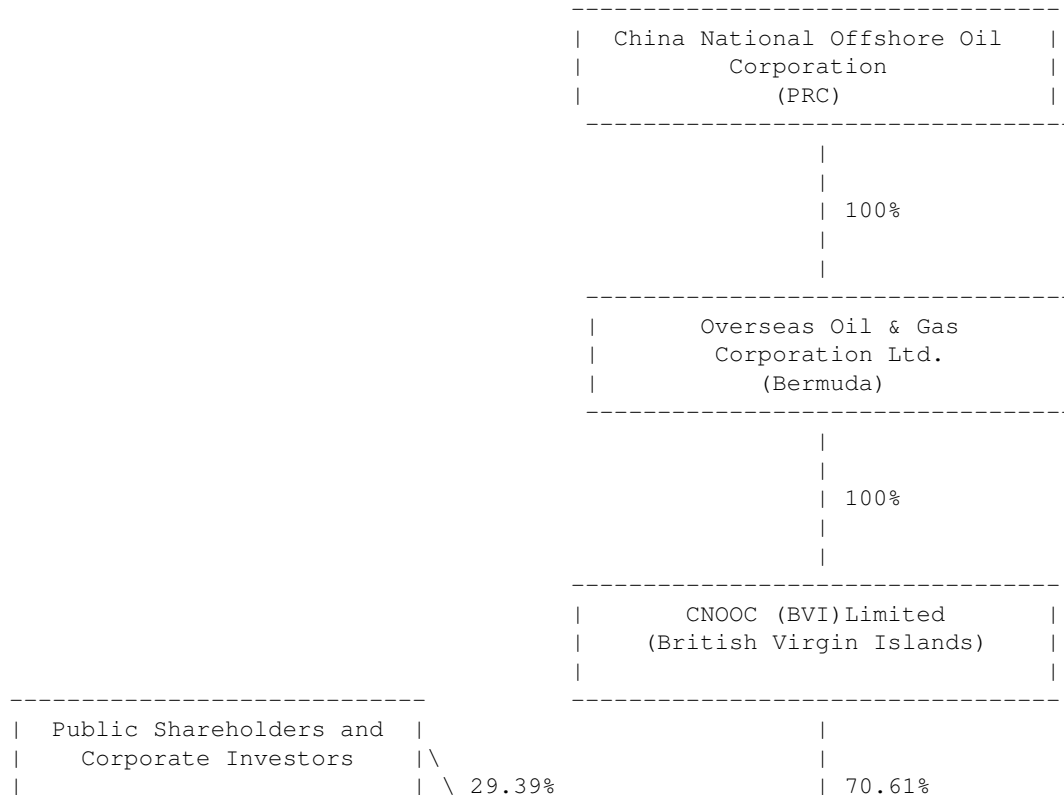 China National Offshore Oil
Corporation
(PRC)
100%
Overseas Oil & Gas
Corporation Ltd.
(Bermuda)
100%
CNOOC (BVI)Limited
(British Virgin Islands)
Public Shareholders and
Corporate Investors
29.39%
70.61%